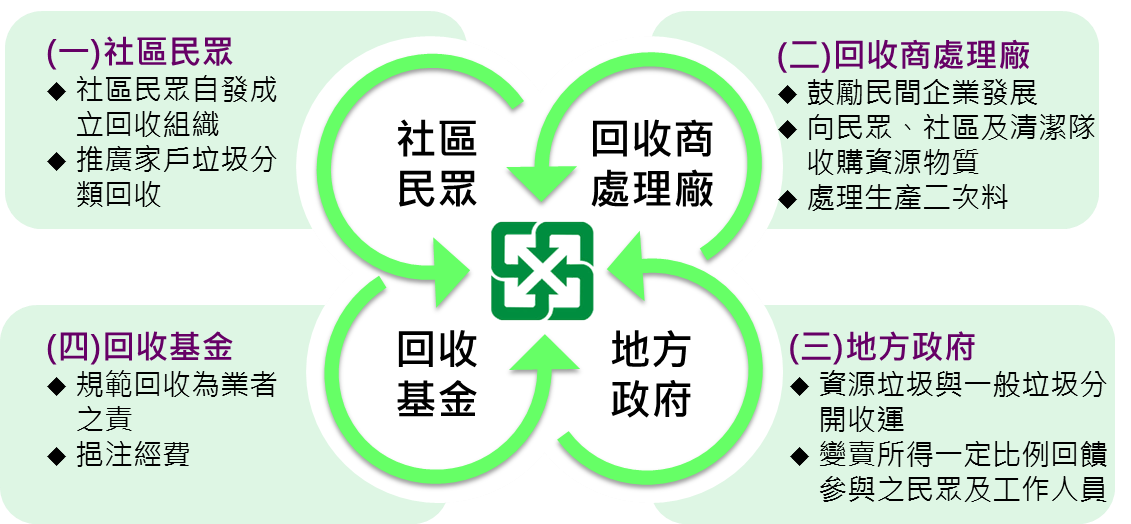 (一)社區民眾
◆ 社區民眾自發成
立回收組織
◆ 推廣家戶垃圾分
類回收
社區
民眾
回收商
處理廠
(二)回收商處理廠
◆ 鼓勵民間企業發展
◆ 向民眾、社區及清潔隊
收購資源物質
◆ 處理生產二次料
(四)回收基金
◆ 規範回收為業者
之責
◆ 挹注經費
回收
基金
地方
政府
(三)地方政府
◆ 資源垃圾與一般垃圾分
開收運
◆ 變賣所得一定比例回饋
參與之民眾及工作人員